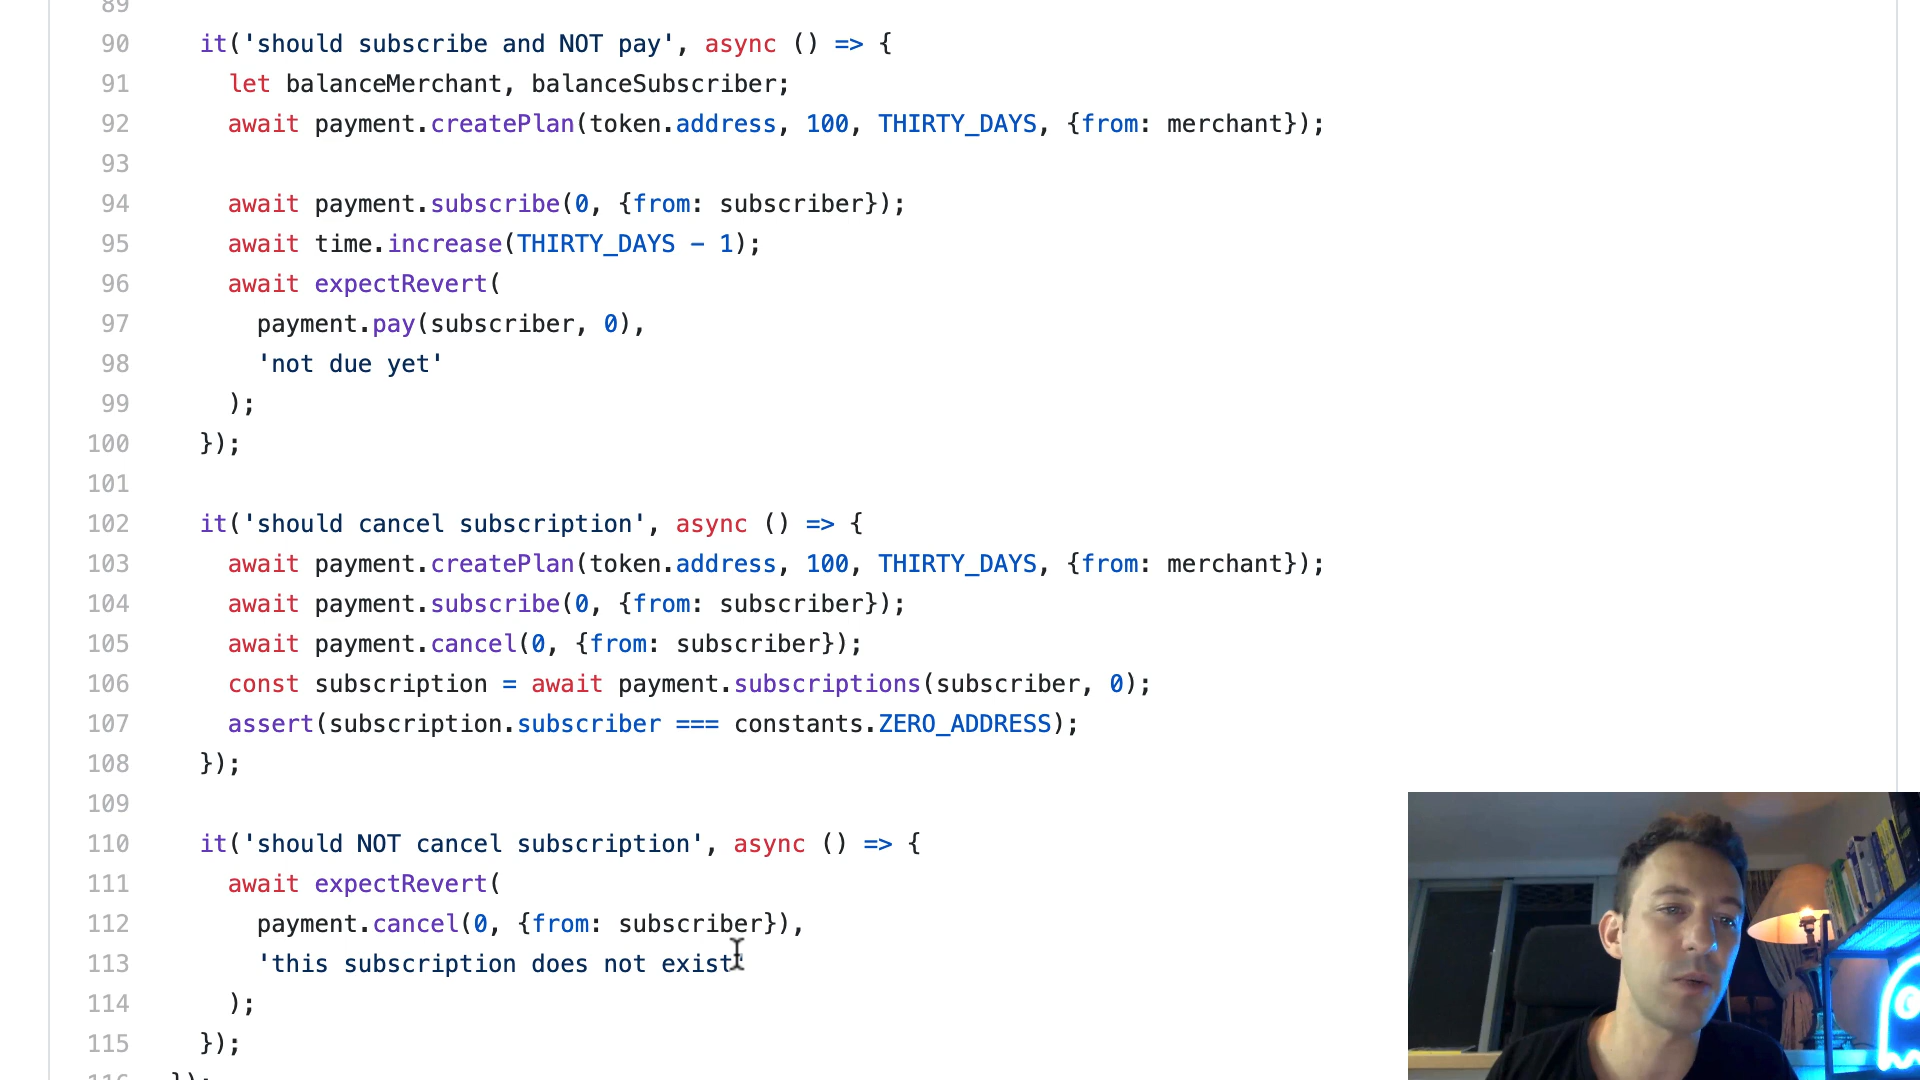 89
90 it('should subscribe and NOT pay', async () => {
91 let balanceMerchant, balanceSubscriber;
92 await payment.createPlan(token.address, 100, THIRTY_DAYS, {from: merchant});
93
94 await payment.subscribe(0, {from: subscriber});
95 await time.increase(THIRTY_DAYS - 1);
96 await expectRevert(
97 payment.pay(subscriber, 0),
98 'not due yet'
99 );
100 });
101
102 it('should cancel subscription', async () => {
103 await payment.createPlan(token.address, 100, THIRTY_DAYS, {from: merchant});
104 await payment.subscribe(0, {from: subscriber});
105 await payment.cancel(0, {from: subscriber});
106 const subscription = await payment.subscriptions(subscriber, 0);
107 assert(subscription.subscriber === constants.ZERO_ADDRESS);
108 });
109
110 it('should NOT cancel subscription', async () => {
111 await expectRevert(
112 payment.cancel(0, {from: subscriber}),
113 'this subscription does not exist'
114 );
115 });
116 });